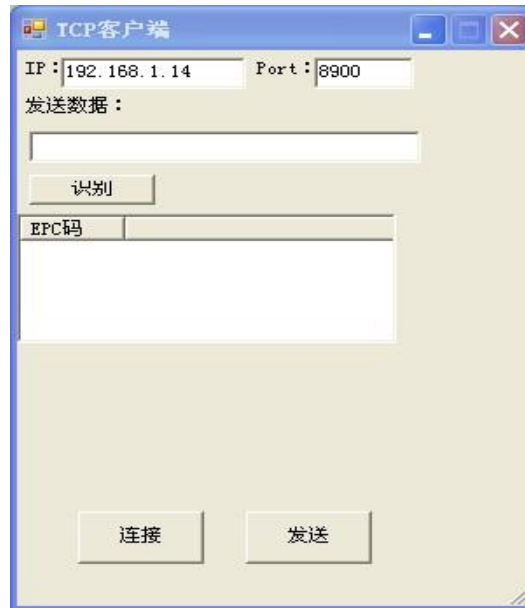 TCP客户端
IP：192.168.1.14 Port：8900
发送数据：
识别
EPC码
连接 发送